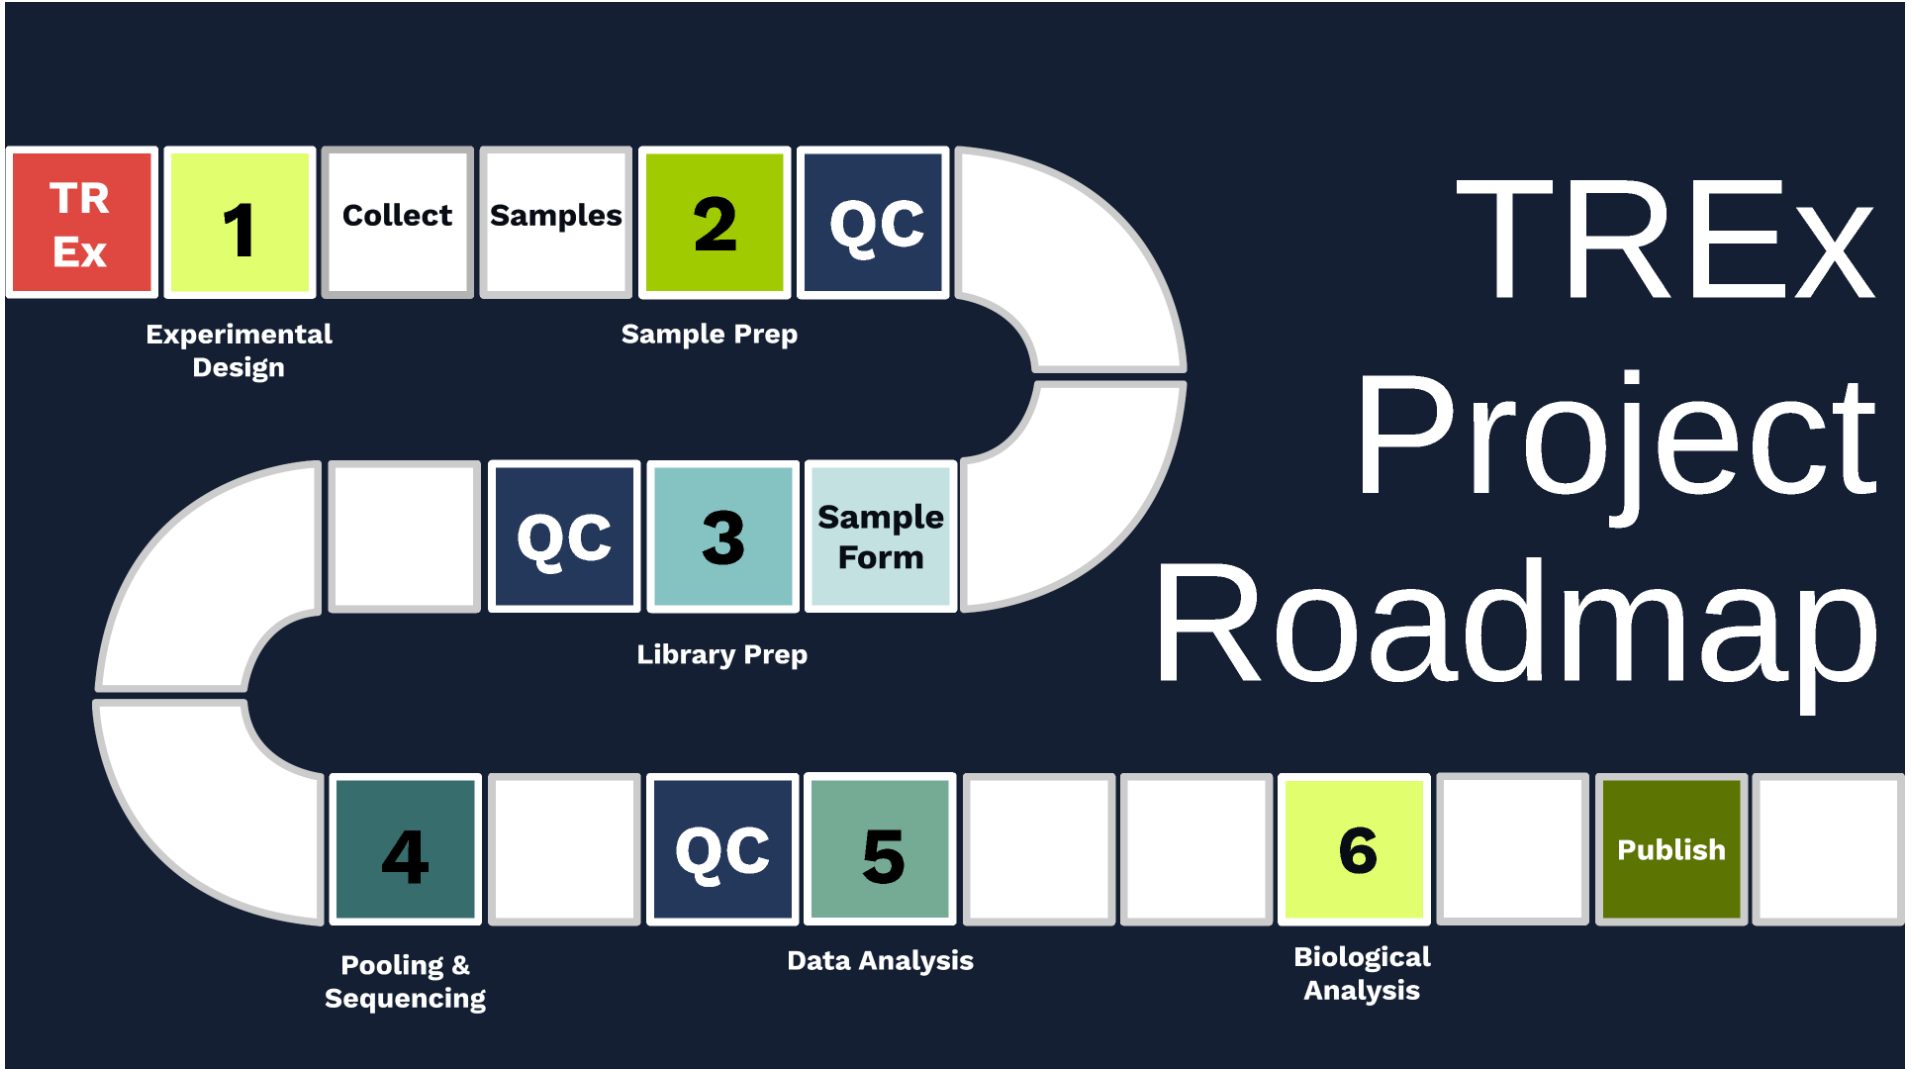 TREx
Project
Roadmap
TR
Ex
1
Collect
Samples
2
QC
Experimental
Design
Sample Prep
Sample
Form
3
QC
Library Prep
4
QC
5
6
Publish
Pooling &
Sequencing
Data Analysis
Biological
Analysis